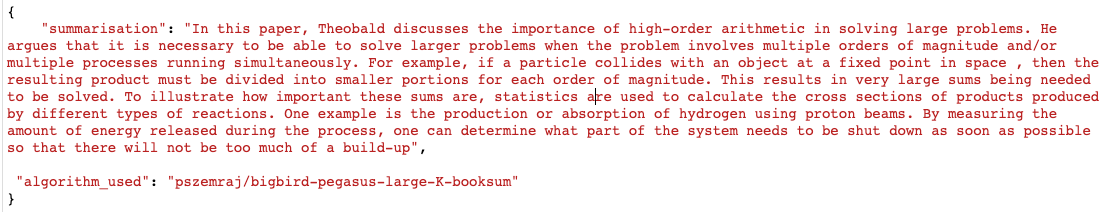 {
"summarisation": "In this paper, Theobald discusses the importance of high-order arithmetic in solving large problems. He
argues that it is necessary to be able to solve larger problems when the problem involves multiple orders of magnitude and/or
multiple processes running simultaneously. For example, if a particle collides with an object at a fixed point in space , then the
resulting product must be divided into smaller portions for each order of magnitude. This results in very large sums being needed
to be solved. To illustrate how important these sums are, statistics are used to calculate the cross sections of products produced
by different types of reactions. One example is the production or absorption of hydrogen using proton beams. By measuring the
amount of energy released during the process, one can determine what part of the system needs to be shut down as soon as possible
so that there will not be too much of a build-up",
"algorithm_used": "pszemraj/bigbird-pegasus-large-K-booksum"
}